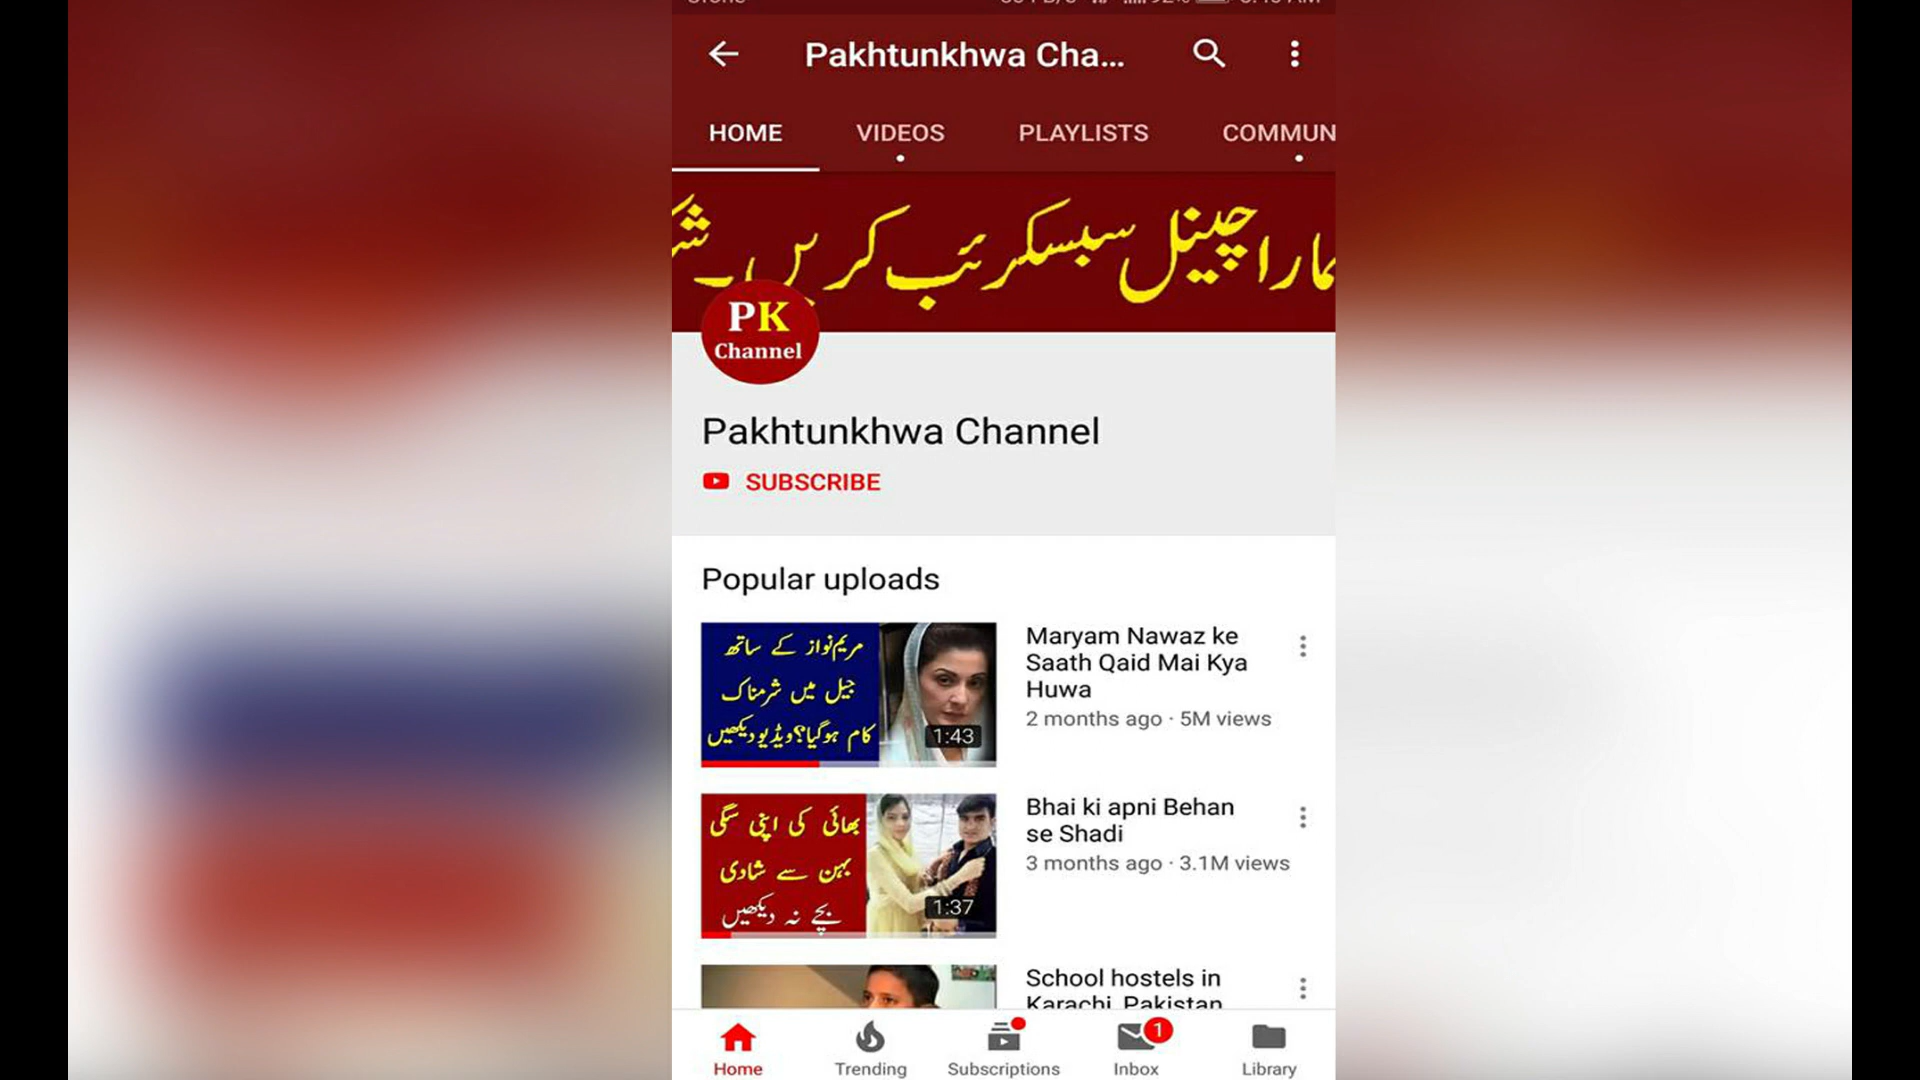 Pakhtunkhwa Cha...
HOME VIDEOS PLAYLISTS COMMUN
مارا چینل سبسکرئب کریں۔
PK
Channel
Pakhtunkhwa Channel
SUBSCRIBE
Popular uploads
مریم نواز کے ساتھ
جیل میں شرمناک
کام ہوگیا؟ ویڈیو دیکھیں
1:43
Maryam Nawaz ke
Saath Qaid Mai Kya
Huwa
2 months ago · 5M views
بھائی کی اپنی سگی
بہن سے شادی
بچے نہ دیکھیں
1:37
Bhai ki apni Behan
se Shadi
3 months ago · 3.1M views
School hostels in
Karachi, Pakistan
Home Trending Subscriptions Inbox 1 Library